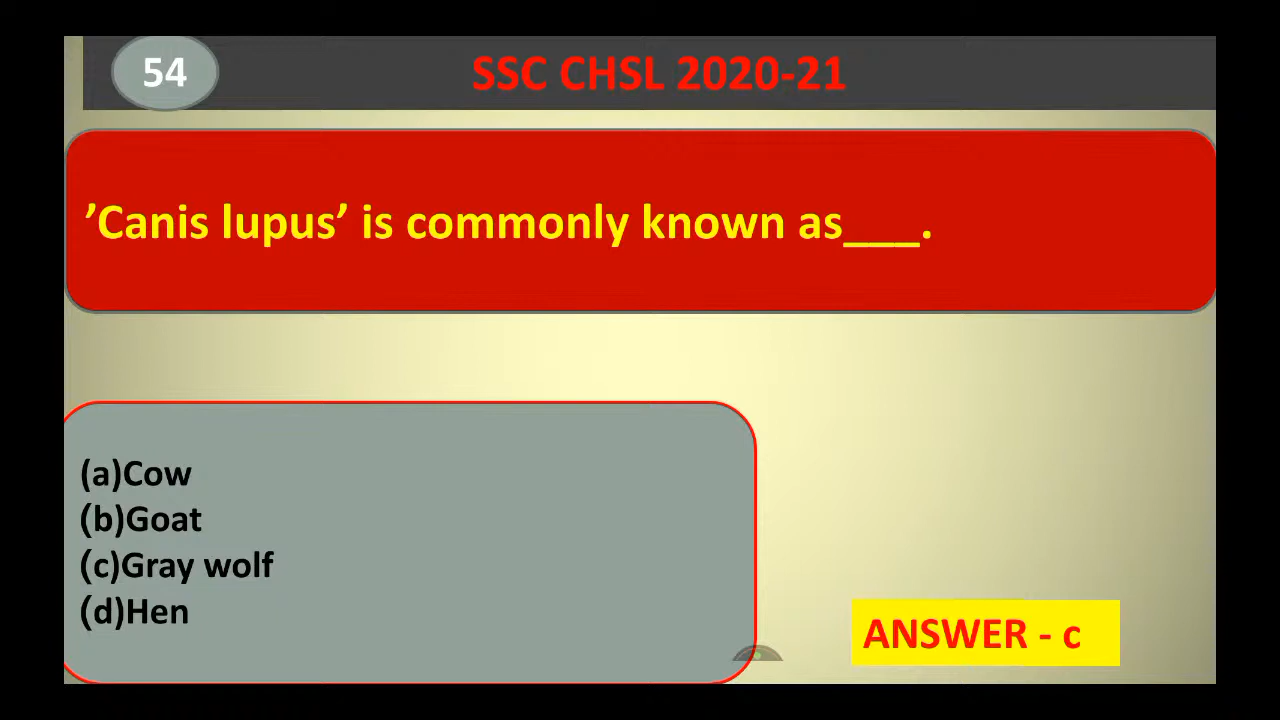 54
SSC CHSL 2020-21
’Canis lupus’ is commonly known as___.
(a)Cow
(b)Goat
(c)Gray wolf
(d)Hen
ANSWER - c